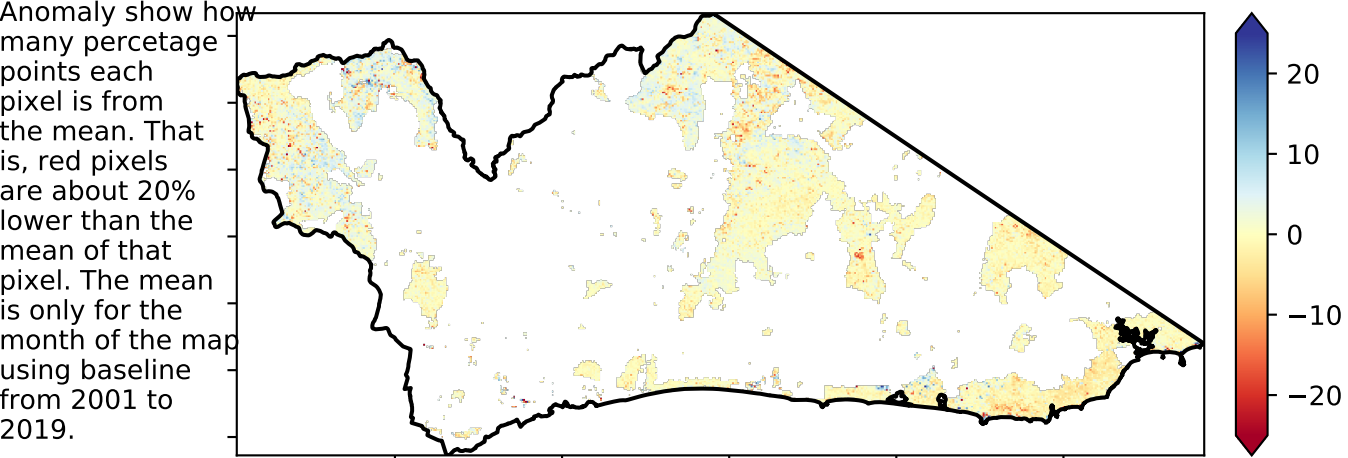 Anomaly show how
many percetage
points each
pixel is from
the mean. That
is, red pixels
are about 20%
lower than the
mean of that
pixel. The mean
is only for the
month of the map
using baseline
from 2001 to
2019.
20
10
0
−10
−20